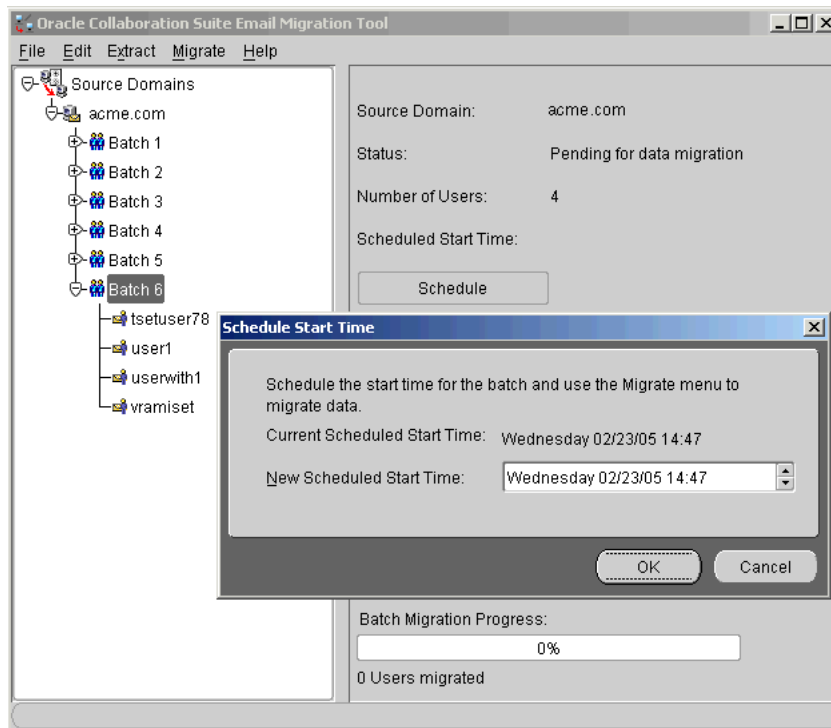 Oracle Collaboration Suite Email Migration Tool
File Edit Extract Migrate Help
Source Domains
acme.com
Batch 1
Batch 2
Batch 3
Batch 4
Batch 5
Batch 6
tsetuser78
user1
userwith1
vramiset
Source Domain: acme.com
Status: Pending for data migration
Number of Users: 4
Scheduled Start Time:
Schedule
Schedule Start Time
Schedule the start time for the batch and use the Migrate menu to
migrate data.
Current Scheduled Start Time: Wednesday 02/23/05 14:47
New Scheduled Start Time: Wednesday 02/23/05 14:47
OK Cancel
Batch Migration Progress:
0%
0 Users migrated